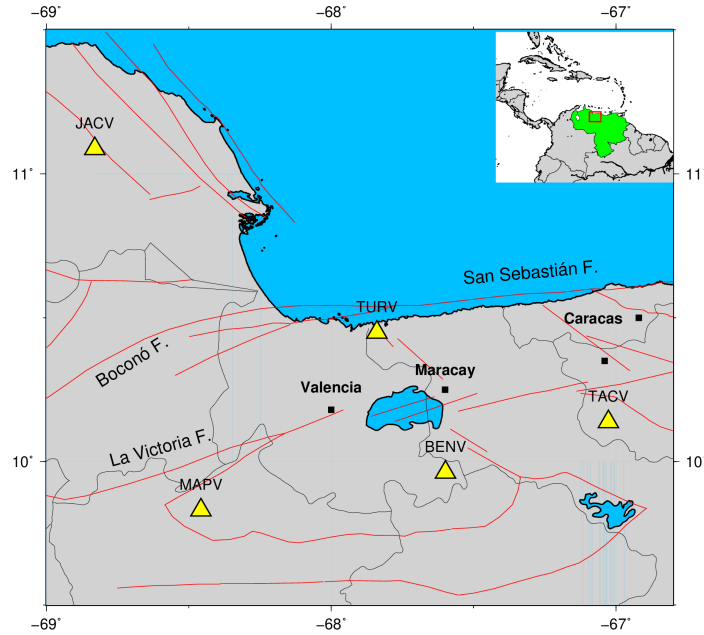 −69˚
−68˚
−67˚
JACV
11˚
11˚
San Sebastián F.
TURV
Caracas
Boconó F.
Maracay
Valencia
TACV
La Victoria F.
BENV
10˚
10˚
MAPV
−69˚
−68˚
−67˚